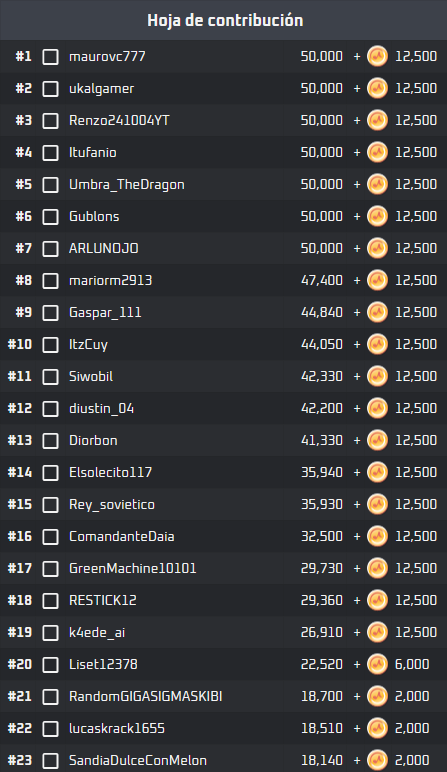 Hoja de contribución
#1 maurovc777 50,000 + 12,500
#2 ukalgamer 50,000 + 12,500
#3 Renzo241004YT 50,000 + 12,500
#4 Itufanio 50,000 + 12,500
#5 Umbra_TheDragon 50,000 + 12,500
#6 Gublons 50,000 + 12,500
#7 ARLUNOJO 50,000 + 12,500
#8 mariorm2913 47,400 + 12,500
#9 Gaspar_111 44,840 + 12,500
#10 ItzCuy 44,050 + 12,500
#11 Siwobil 42,330 + 12,500
#12 diustin_04 42,200 + 12,500
#13 Diorbon 41,330 + 12,500
#14 Elsolecito117 35,940 + 12,500
#15 Rey_sovietico 35,930 + 12,500
#16 ComandanteDaia 32,500 + 12,500
#17 GreenMachine10101 29,730 + 12,500
#18 RESTICK12 29,360 + 12,500
#19 k4ede_ai 26,910 + 12,500
#20 Liset12378 22,520 + 6,000
#21 RandomGIGASIGMASKIBI 18,700 + 2,000
#22 lucaskrack1655 18,510 + 2,000
#23 SandiaDulceConMelon 18,140 + 2,000